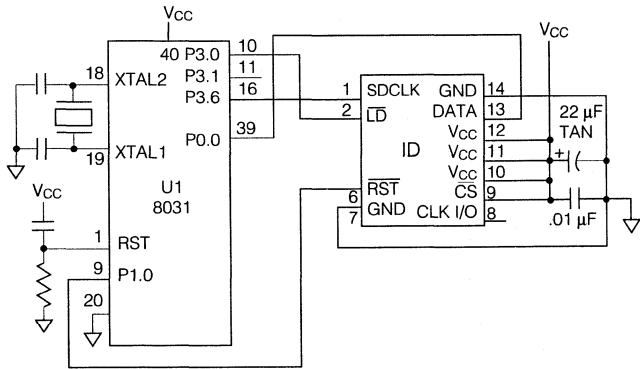 VCC
40 P3.0 10
P3.1 11
P3.6 16
P0.0 39
18 XTAL2
19 XTAL1
U1
8031
VCC
1 RST
9 P1.0
20
1 SDCLK
2 LD
ID
RST
6
GND
7
GND 14
DATA 13
VCC 12
VCC 11
VCC 10
CS 9
CLK I/O 8
VCC
22 µF
TAN
+
.01 µF